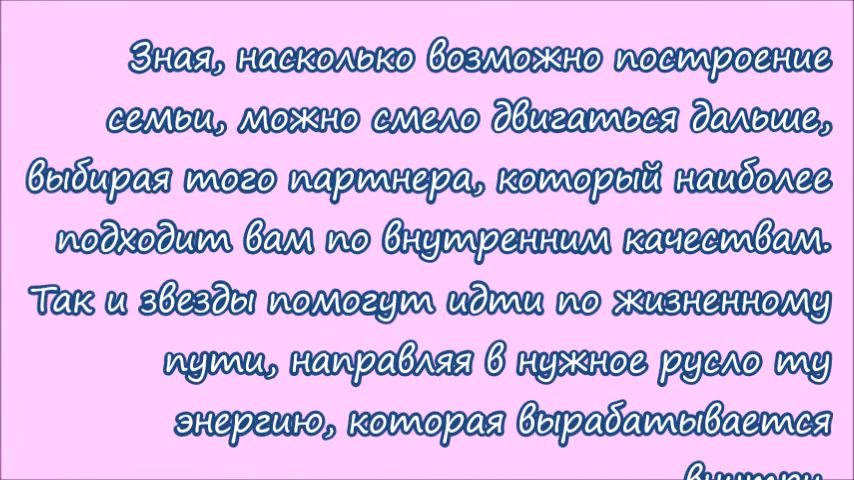 Зная, насколько возможно построение
семьи, можно смело двигаться дальше,
выбирая того партнера, который наиболее
подходит вам по внутренним качествам.
Так и звезды помогут идти по жизненному
пути, направляя в нужное русло ту
энергию, которая вырабатывается